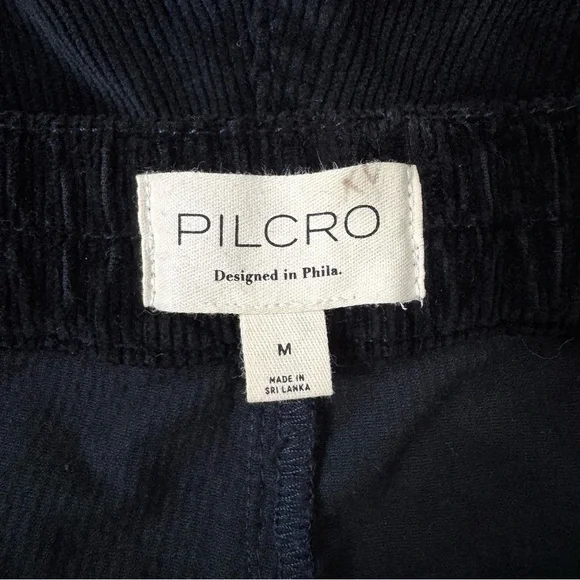 PILCRO
Designed in Phila.
M
MADE IN
SRI LANKA